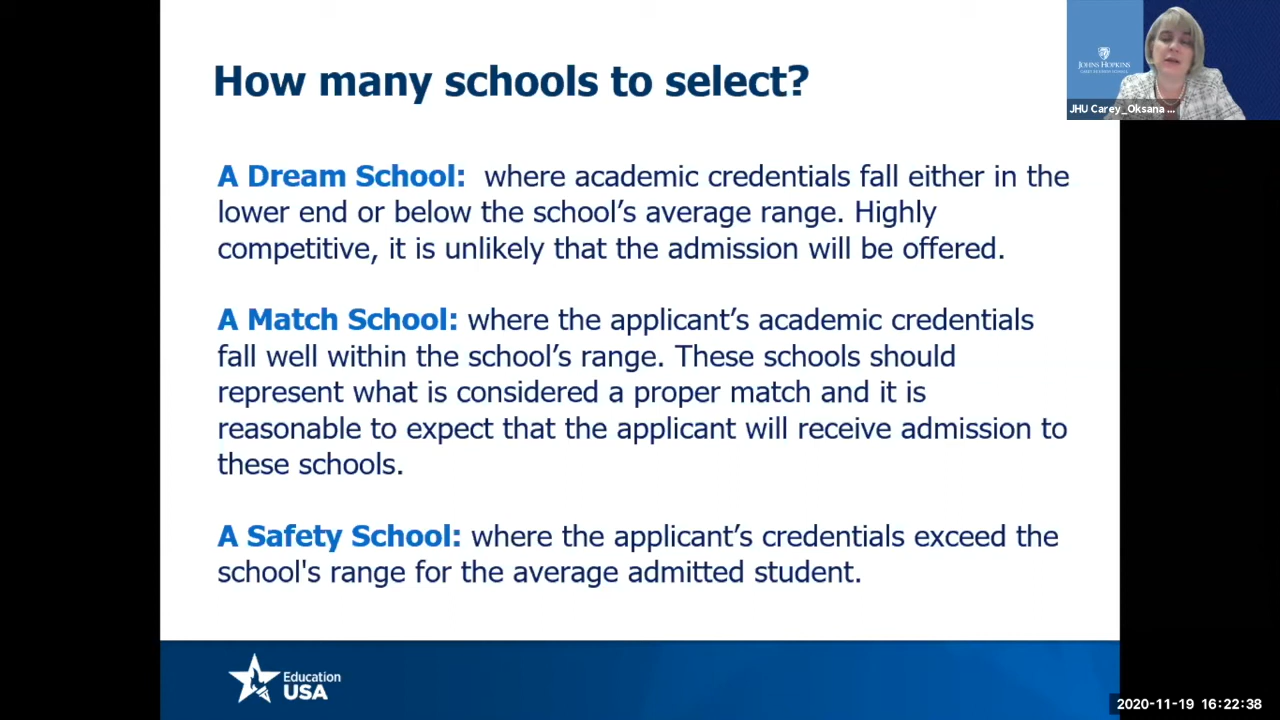 How many schools to select?
A Dream School:  where academic credentials fall either in the
lower end or below the school’s average range. Highly
competitive, it is unlikely that the admission will be offered.
A Match School: where the applicant’s academic credentials
fall well within the school’s range. These schools should
represent what is considered a proper match and it is
reasonable to expect that the applicant will receive admission to
these schools.
A Safety School: where the applicant’s credentials exceed the
school's range for the average admitted student.
Education
USA
JOHNS HOPKINS
JHU Carey_Oksana ...
2020-11-19 16:22:38